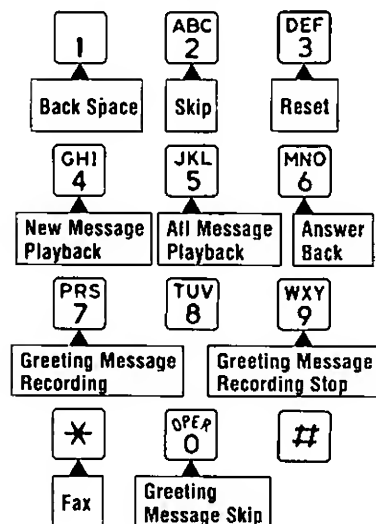 1
ABC
2
DEF
3
Back Space
Skip
Reset
GHI
4
JKL
5
MNO
6
New Message
Playback
All Message
Playback
Answer
Back
PRS
7
TUV
8
WXY
9
Greeting Message
Recording
Greeting Message
Recording Stop
*
OPER
0
#
Fax
Greeting
Message Skip